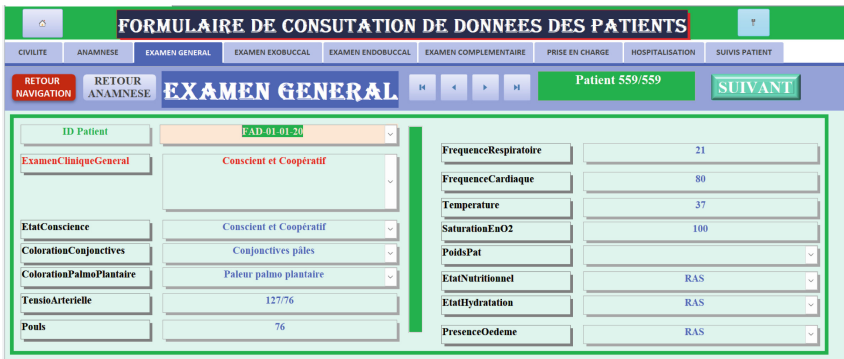 FORMULAIRE DE CONSUTATION DE DONNEES DES PATIENTS
CIVILITE ANAMNESE EXAMEN GENERAL EXAMEN EXOBUCCAL EXAMEN ENDOBUCCAL EXAMEN COMPLEMENTAIRE PRISE EN CHARGE HOSPITALISATION SUIVIS PATIENT
RETOUR NAVIGATION
RETOUR ANAMNESE
EXAMEN GENERAL
Patient 559/559
SUIVANT
ID Patient FAD-01-01-20
ExamenCliniqueGeneral Conscient et Coopératif
EtatConscience Conscient et Coopératif
ColorationConjonctives Conjonctives pâles
ColorationPalmoPlantaire Paleur palmo plantaire
TensioArterielle 127/76
Pouls 76
FrequenceRespiratoire 21
FrequenceCardiaque 80
Temperature 37
SaturationEnO2 100
PoidsPat
EtatNutritionnel RAS
EtatHydratation RAS
PresenceOedeme RAS